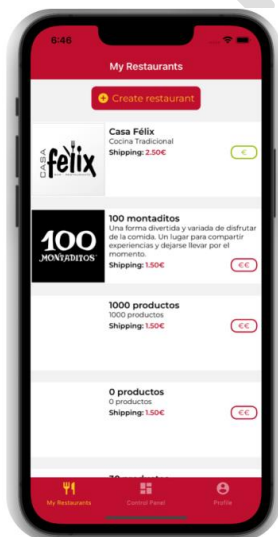 6:46
My Restaurants
Create restaurant
CASA felix
Casa Félix
Cocina Tradicional
Shipping: 2.50€
€
100
MONTADITOS
100 montaditos
Una forma divertida y variada de disfrutar
de la comida. Un lugar para compartir
experiencias y dejarse llevar por el
momento.
Shipping: 1.50€
€€
1000 productos
1000 productos
Shipping: 1.50€
€€
0 productos
0 productos
Shipping: 1.50€
€€
My Restaurants
Control Panel
Profile